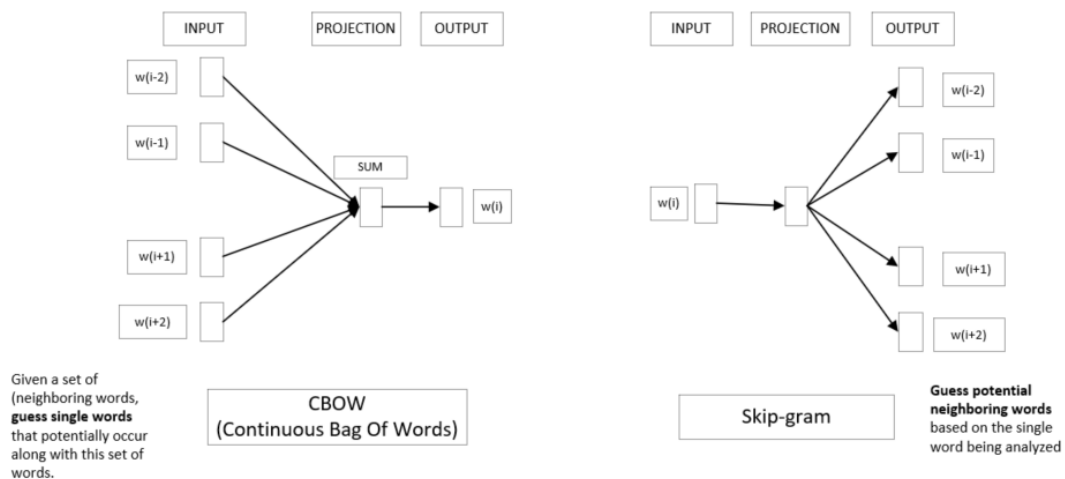 INPUT
PROJECTION
OUTPUT
w(i-2)
w(i-1)
SUM
w(i)
w(i+1)
w(i+2)
Given a set of
(neighboring words,
guess single words
that potentially occur
along with this set of
words.
CBOW
(Continuous Bag Of Words)
INPUT
PROJECTION
OUTPUT
w(i-2)
w(i-1)
w(i)
w(i+1)
w(i+2)
Skip-gram
Guess potential
neighboring words
based on the single
word being analyzed